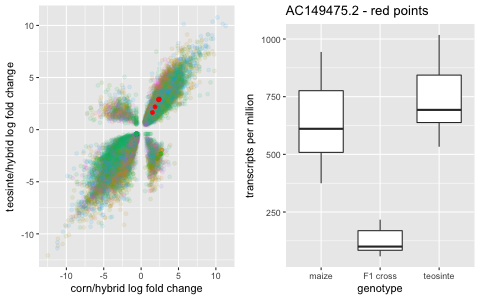 AC149475.2 - red points
teosinte/hybrid log fold change
10
5
0
-5
-10
-10 -5 0 5 10
corn/hybrid log fold change
transcripts per million
1000
750
500
250
maize F1 cross teosinte
genotype